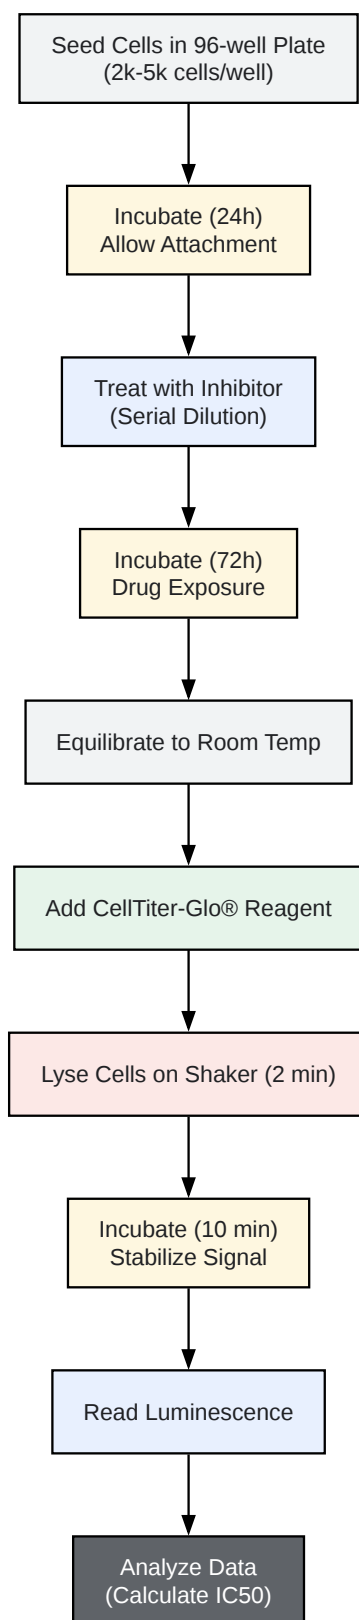 Seed Cells in 96-well Plate
(2k-5k cells/well)
Incubate (24h)
Allow Attachment
Treat with Inhibitor
(Serial Dilution)
Incubate (72h)
Drug Exposure
Equilibrate to Room Temp
Add CellTiter-Glo® Reagent
Lyse Cells on Shaker (2 min)
Incubate (10 min)
Stabilize Signal
Read Luminescence
Analyze Data
(Calculate IC50)